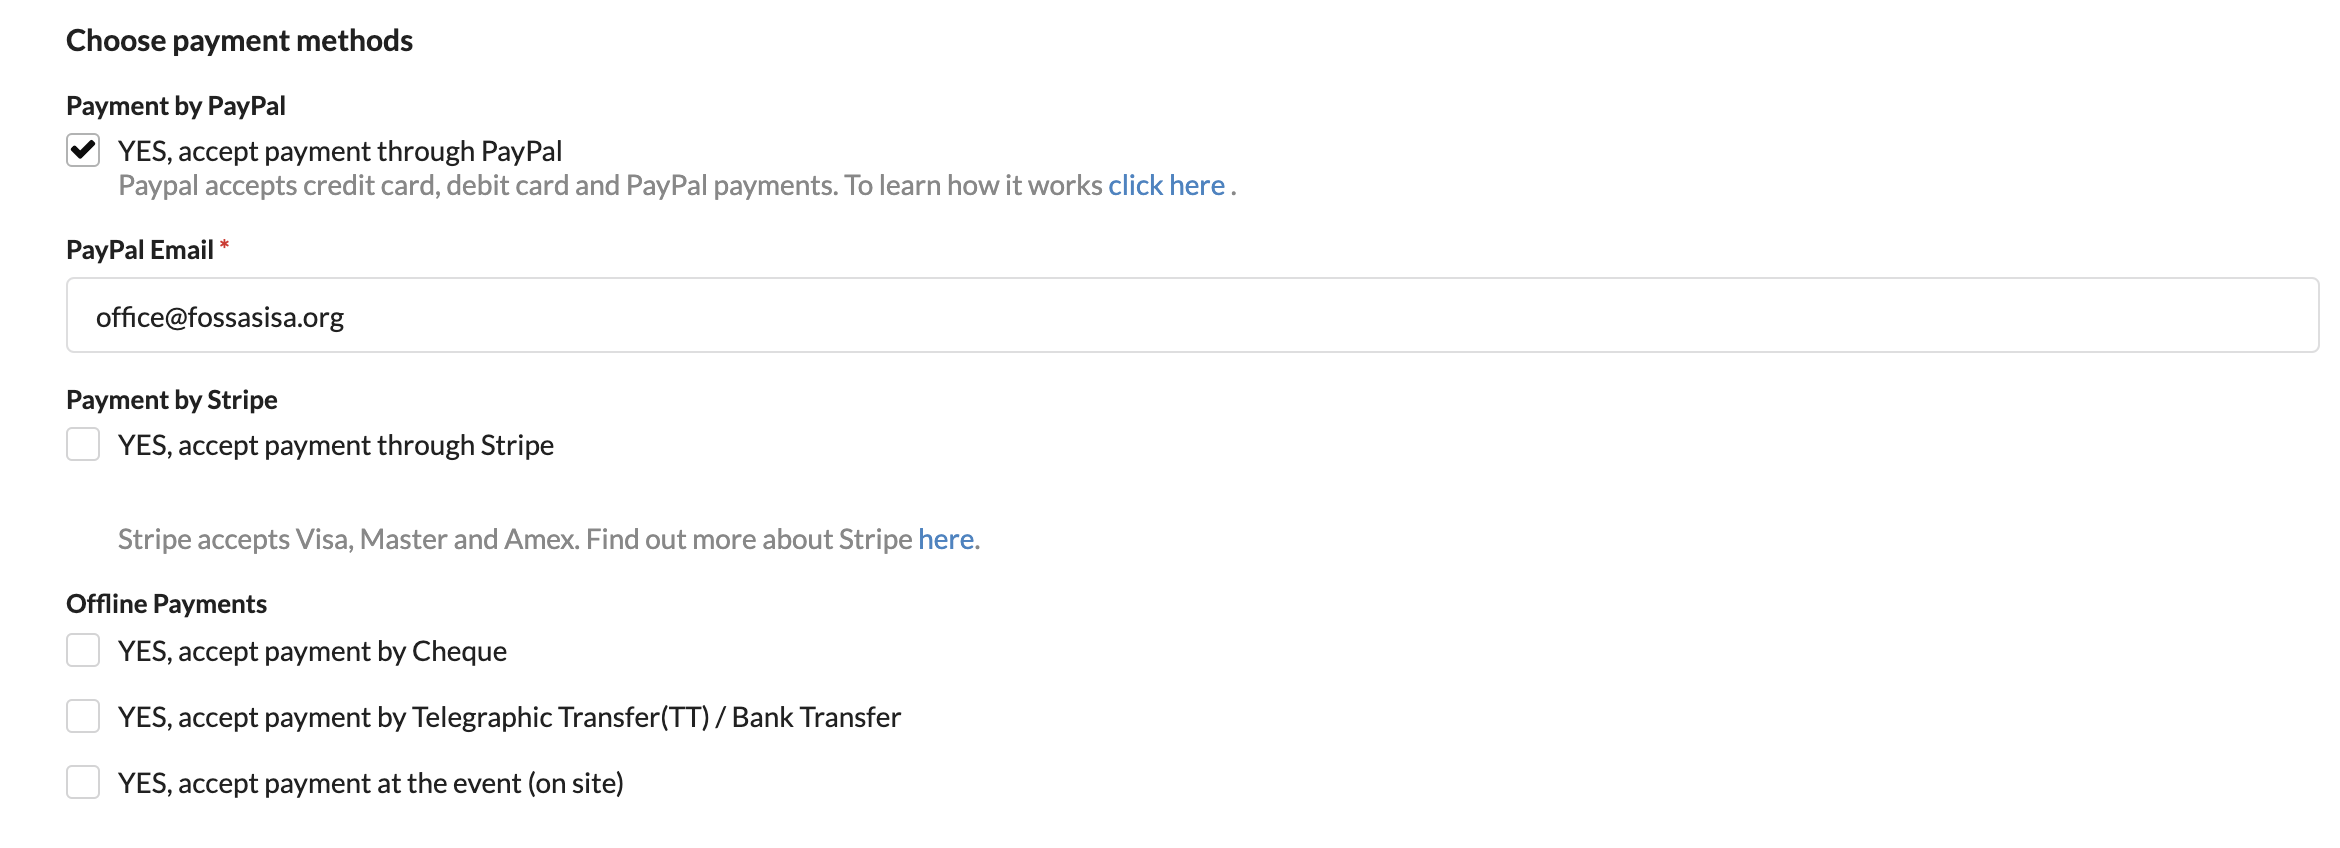 Choose payment methods
Payment by PayPal
YES, accept payment through PayPal
Paypal accepts credit card, debit card and PayPal payments. To learn how it works click here .
PayPal Email *
office@fossasisa.org
Payment by Stripe
YES, accept payment through Stripe
Stripe accepts Visa, Master and Amex. Find out more about Stripe here.
Offline Payments
YES, accept payment by Cheque
YES, accept payment by Telegraphic Transfer(TT) / Bank Transfer
YES, accept payment at the event (on site)